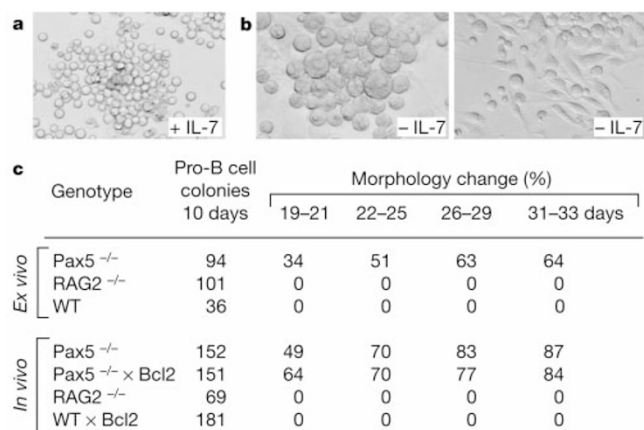 a
+ IL-7
b
– IL-7
– IL-7
c
Genotype
Pro-B cell
colonies
10 days
Morphology change (%)
19–21 22–25 26–29 31–33 days
Ex vivo
Pax5 –/– 94 34 51 63 64
RAG2 –/– 101 0 0 0 0
WT 36 0 0 0 0
In vivo
Pax5 –/– 152 49 70 83 87
Pax5 –/– × Bcl2 151 64 70 77 84
RAG2 –/– 69 0 0 0 0
WT × Bcl2 181 0 0 0 0